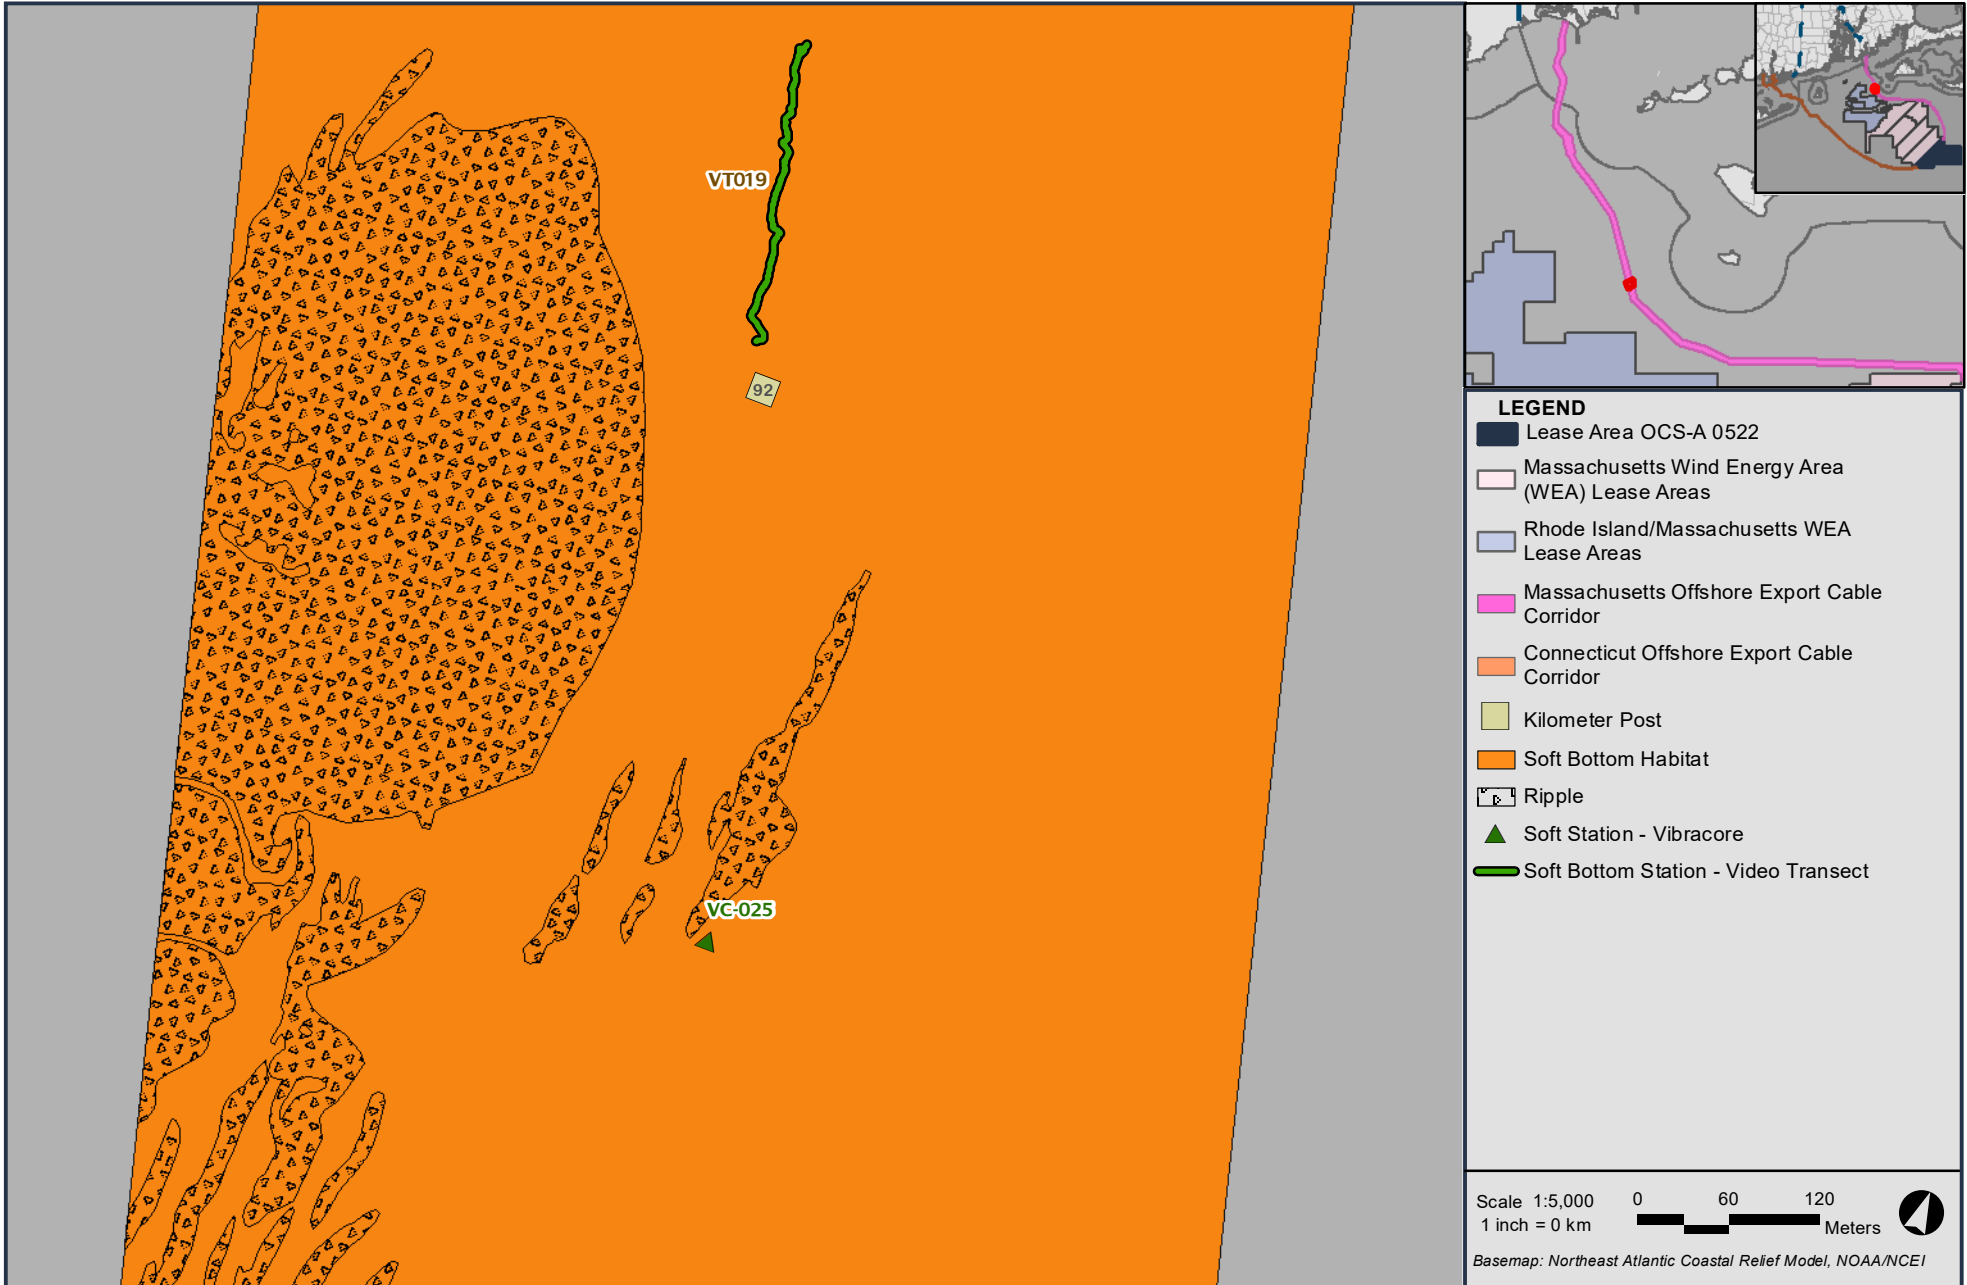 VT019
92
VC-025
LEGEND
Lease Area OCS-A 0522
Massachusetts Wind Energy Area
(WEA) Lease Areas
Rhode Island/Massachusetts WEA
Lease Areas
Massachusetts Offshore Export Cable
Corridor
Connecticut Offshore Export Cable
Corridor
Kilometer Post
Soft Bottom Habitat
Ripple
Soft Station - Vibracore
Soft Bottom Station - Video Transect
Scale 1:5,000
1 inch = 0 km
0 60 120
Meters
Basemap: Northeast Atlantic Coastal Relief Model, NOAA/NCEI